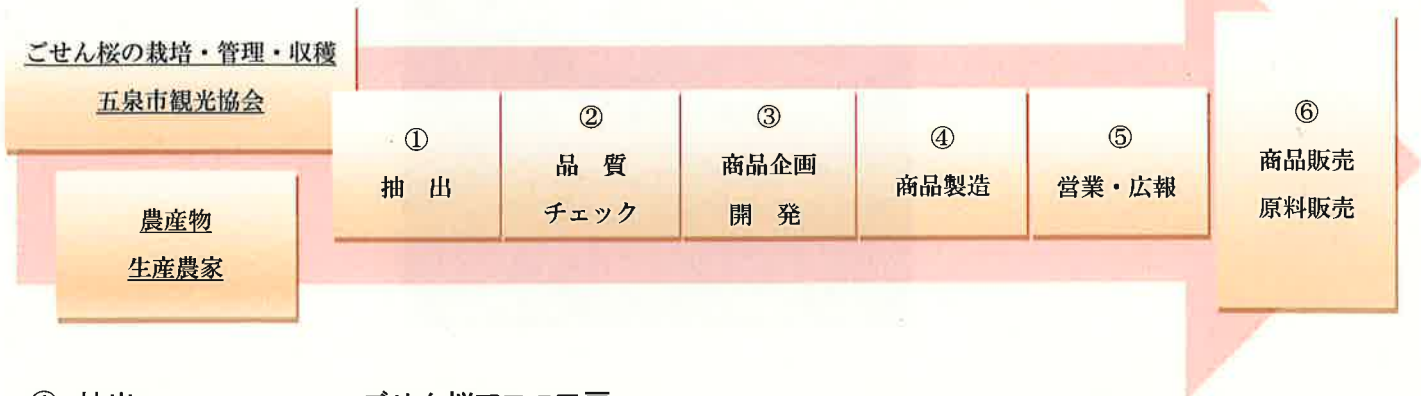 ごせん桜の栽培・管理・収穫
五泉市観光協会
農産物
生産農家
①
抽 出
②
品 質
チェック
③
商品企画
開 発
④
商品製造
⑤
営業・広報
⑥
商品販売
原料販売